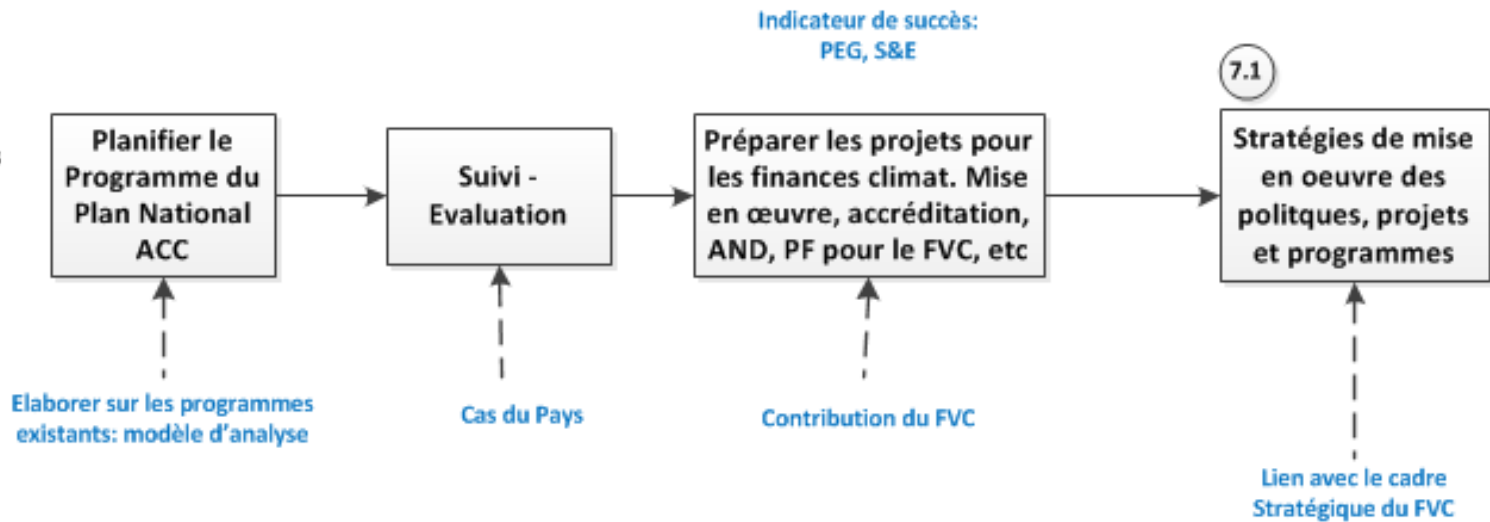 Indicateur de succès:
PEG, S&E
7.1
Planifier le
Programme du
Plan National
ACC
Suivi -
Evaluation
Préparer les projets pour
les finances climat. Mise
en œuvre, accréditation,
AND, PF pour le FVC, etc
Stratégies de mise
en oeuvre des
politques, projets
et programmes
Elaborer sur les programmes
existants: modèle d'analyse
Cas du Pays
Contribution du FVC
Lien avec le cadre
Stratégique du FVC